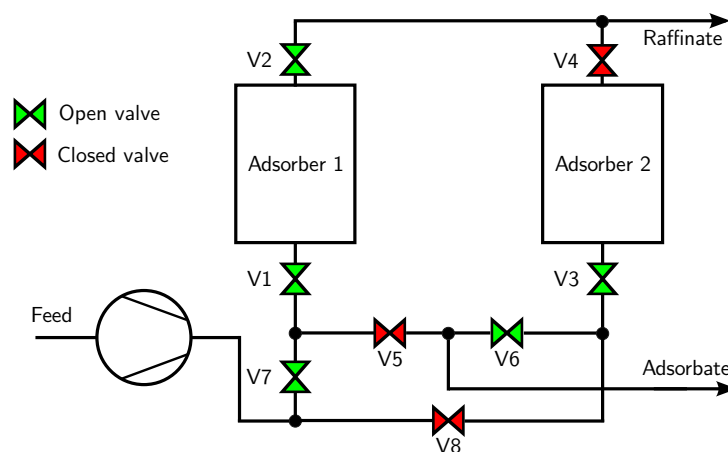 Raffinate
V2
V4
Open valve
Closed valve
Adsorber 1
Adsorber 2
V1
V3
Feed
V5
V6
V7
Adsorbate
V8